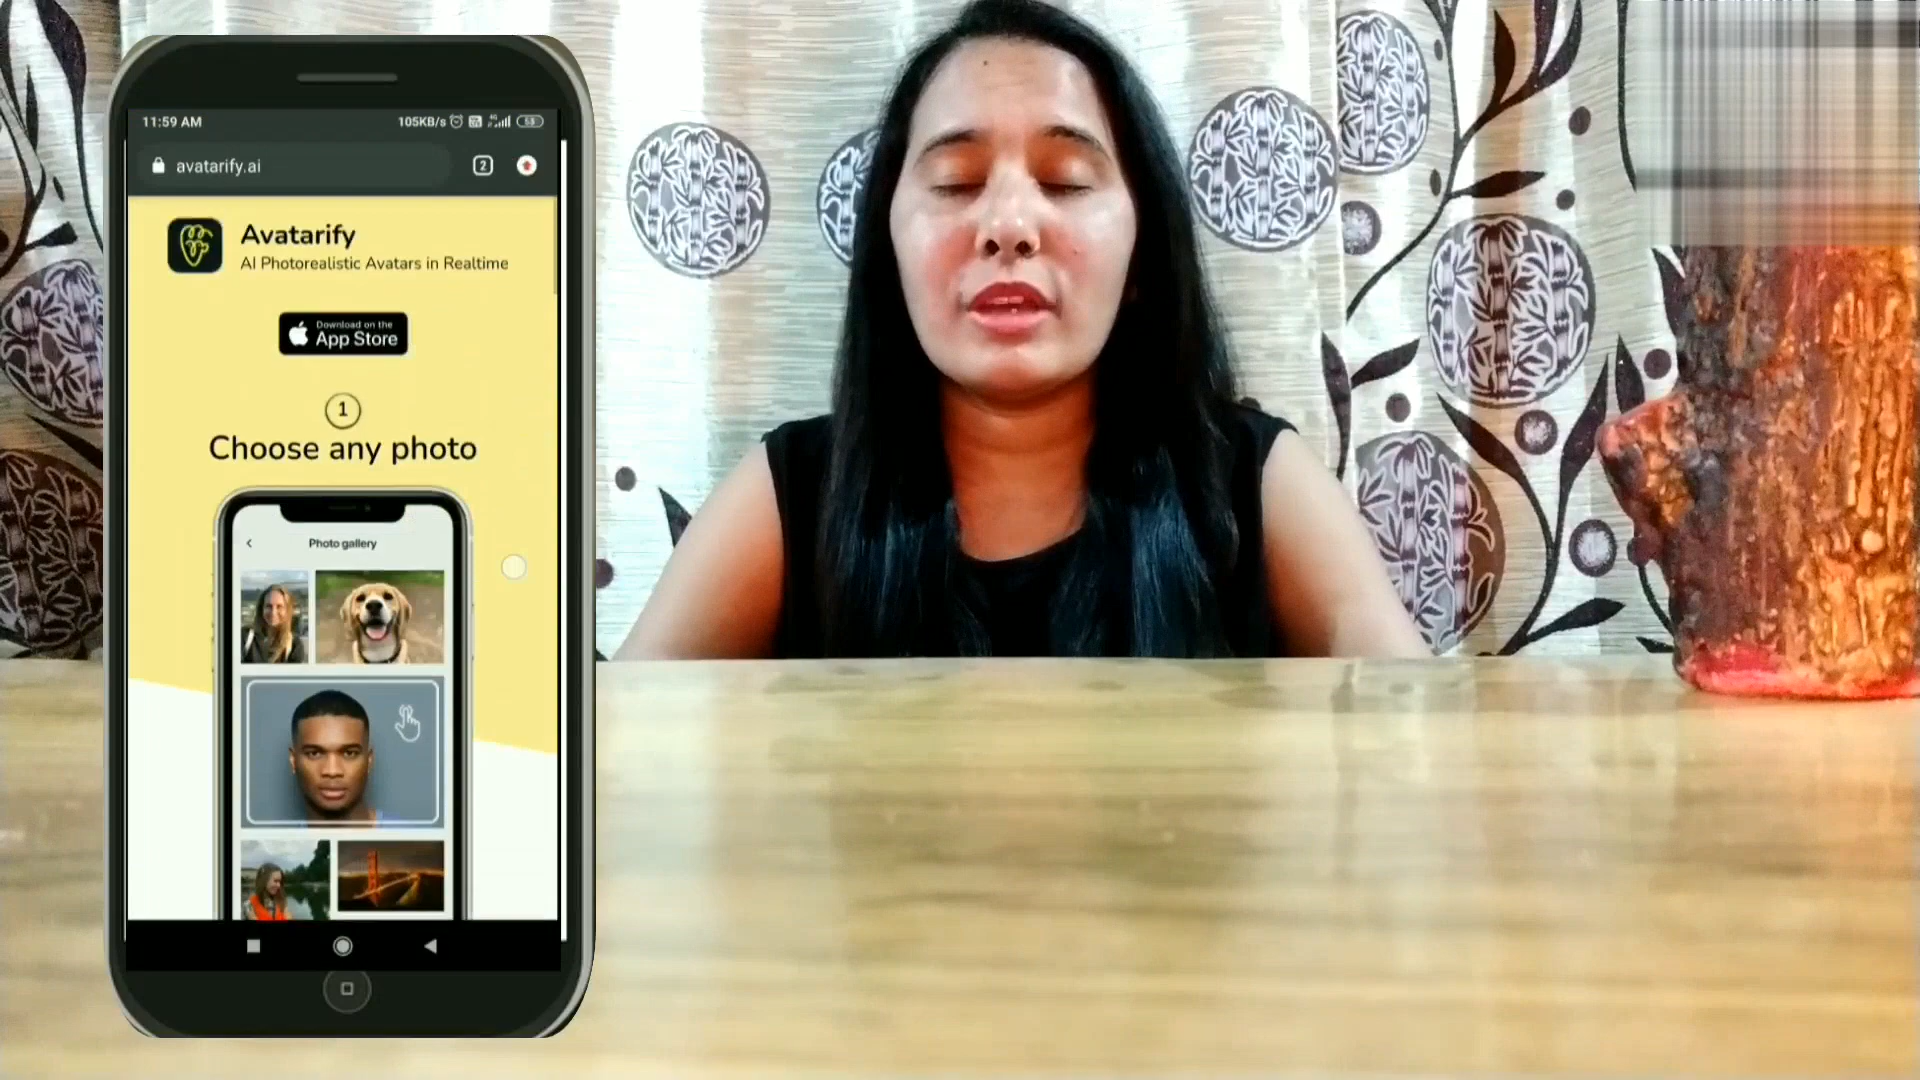 11:59 AM
105KB/s
58
avatarify.ai
2
Avatarify
AI Photorealistic Avatars in Realtime
Download on the
App Store
1
Choose any photo
Photo gallery